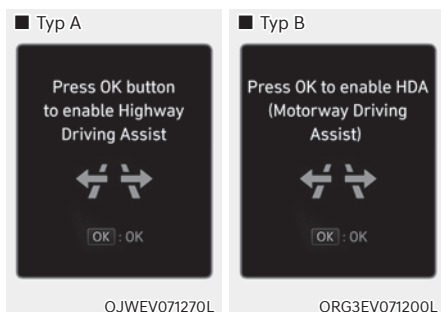 ■ Typ A
Press OK button
to enable Highway
Driving Assist
OK : OK
OJWEV071270L
■ Typ B
Press OK to enable HDA
(Motorway Driving
Assist)
OK : OK
ORG3EV071200L